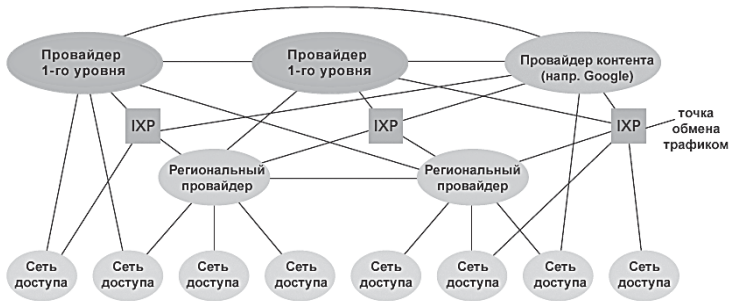 Провайдер
1-го уровня
Провайдер
1-го уровня
Провайдер контента
(напр. Google)
IXP
IXP
IXP
точка
обмена
трафиком
Региональный
провайдер
Региональный
провайдер
Сеть
доступа
Сеть
доступа
Сеть
доступа
Сеть
доступа
Сеть
доступа
Сеть
доступа
Сеть
доступа
Сеть
доступа